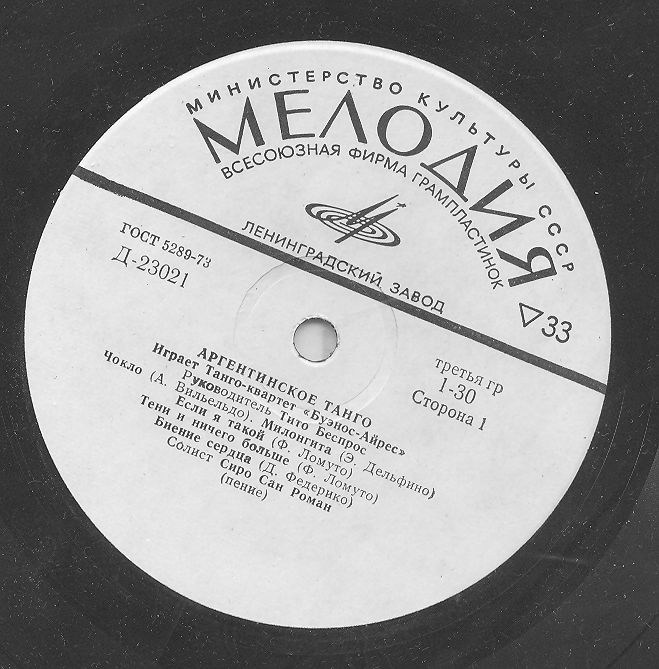 МИНИСТЕРСТВО КУЛЬТУРЫ СССР
МЕЛОДИЯ
ВСЕСОЮЗНАЯ ФИРМА ГРАМПЛАСТИНОК
ЛЕНИНГРАДСКИЙ ЗАВОД
ГОСТ 5289-73
Д-23021
▷33
третья гр
1-30
Сторона 1
АРГЕНТИНСКОЕ ТАНГО
Играет Танго-квартет «Буэнос-Айрес»
Руководитель Тито Беспрос
Чокло (А. Вильельдо). Милонгита (Э. Дельфино)
Если я такой (Ф. Ломуто)
Тени и ничего больше (Ф. Ломуто)
Биение сердца (Д. Федерико)
Солист Сиро Сан Роман
(пение)